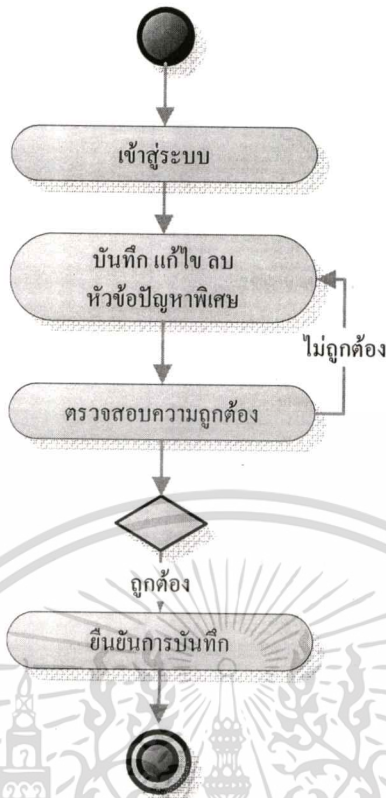 เข้าสู่ระบบ
บันทึก แก้ไข ลบ
หัวข้อปัญหาพิเศษ
ไม่ถูกต้อง
ตรวจสอบความถูกต้อง
ถูกต้อง
ยืนยันการบันทึก